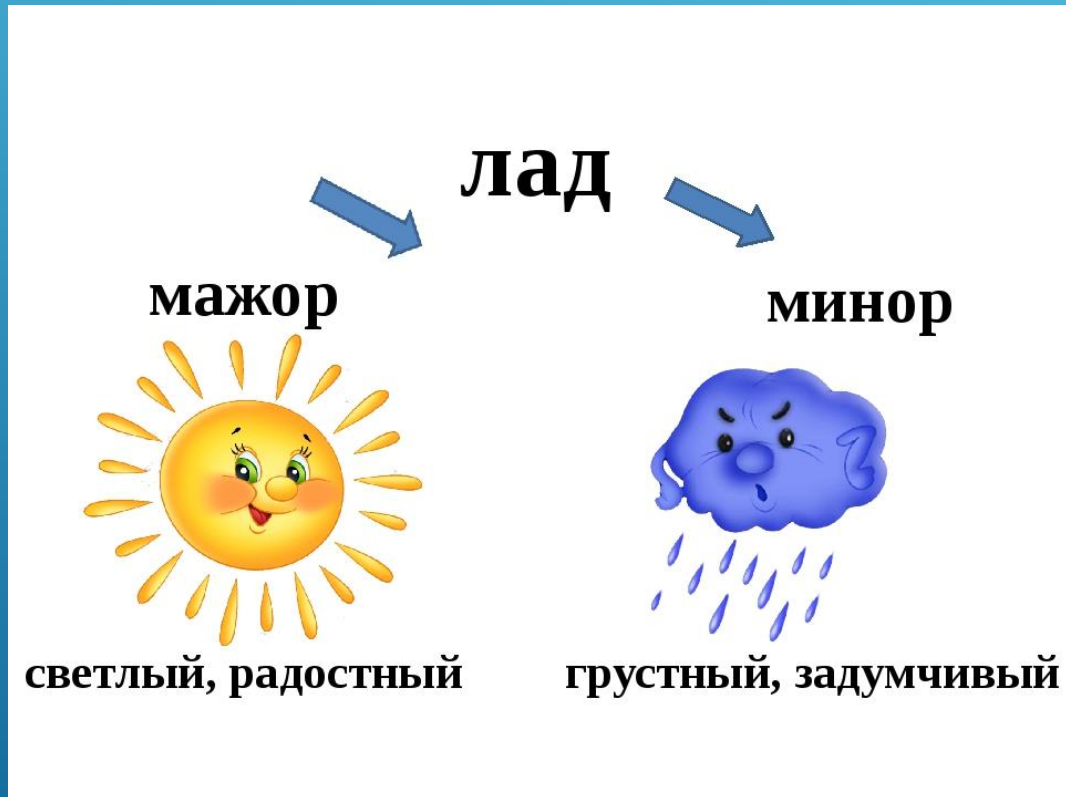 лад
мажор
минор
светлый, радостный
грустный, задумчивый